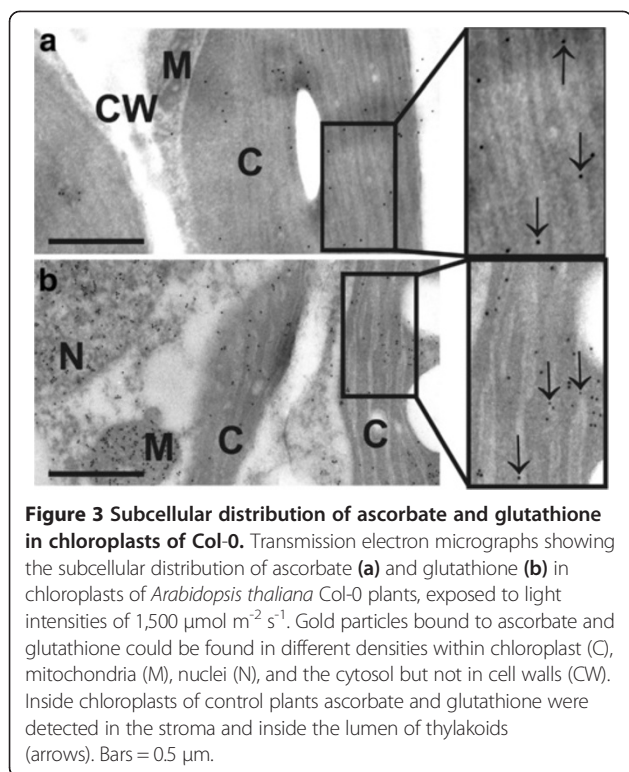 a
M
CW
C
b
N
M
C
C
Figure 3 Subcellular distribution of ascorbate and glutathione
in chloroplasts of Col-0. Transmission electron micrographs showing
the subcellular distribution of ascorbate (a) and glutathione (b) in
chloroplasts of Arabidopsis thaliana Col-0 plants, exposed to light
intensities of 1,500 μmol m⁻² s⁻¹. Gold particles bound to ascorbate and
glutathione could be found in different densities within chloroplast (C),
mitochondria (M), nuclei (N), and the cytosol but not in cell walls (CW).
Inside chloroplasts of control plants ascorbate and glutathione were
detected in the stroma and inside the lumen of thylakoids
(arrows). Bars = 0.5 μm.